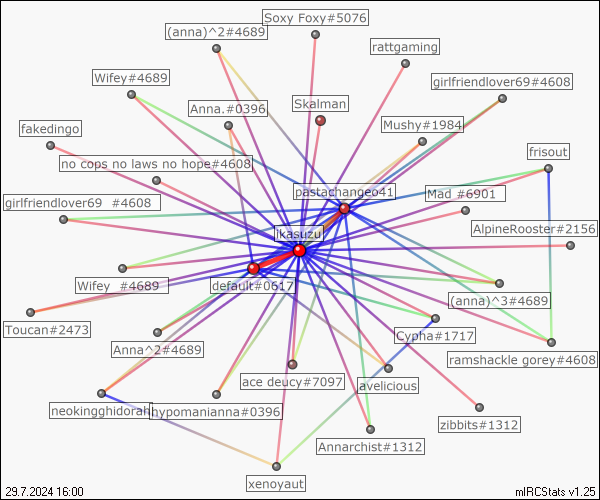 Soxy Foxy#5076
(anna)^2#4689
rattgaming
Wifey#4689
girlfriendlover69#4608
Anna.#0396
Skalman
Mushy#1984
fakedingo
frisout
no cops no laws no hope#4608
pastachangeo41
Mad #6901
girlfriendlover69 #4608
AlpineRooster#2156
ikasuzu
Wifey #4689
default#0617
(anna)^3#4689
Toucan#2473
Cypha#1717
Anna^2#4689
ramshackle gorey#4608
ace deucy#7097
avelicious
neokingghidorah
hypomanianna#0396
zibbits#1312
Annarchist#1312
xenoyaut
29.7.2024 16:00
mIRCStats v1.25